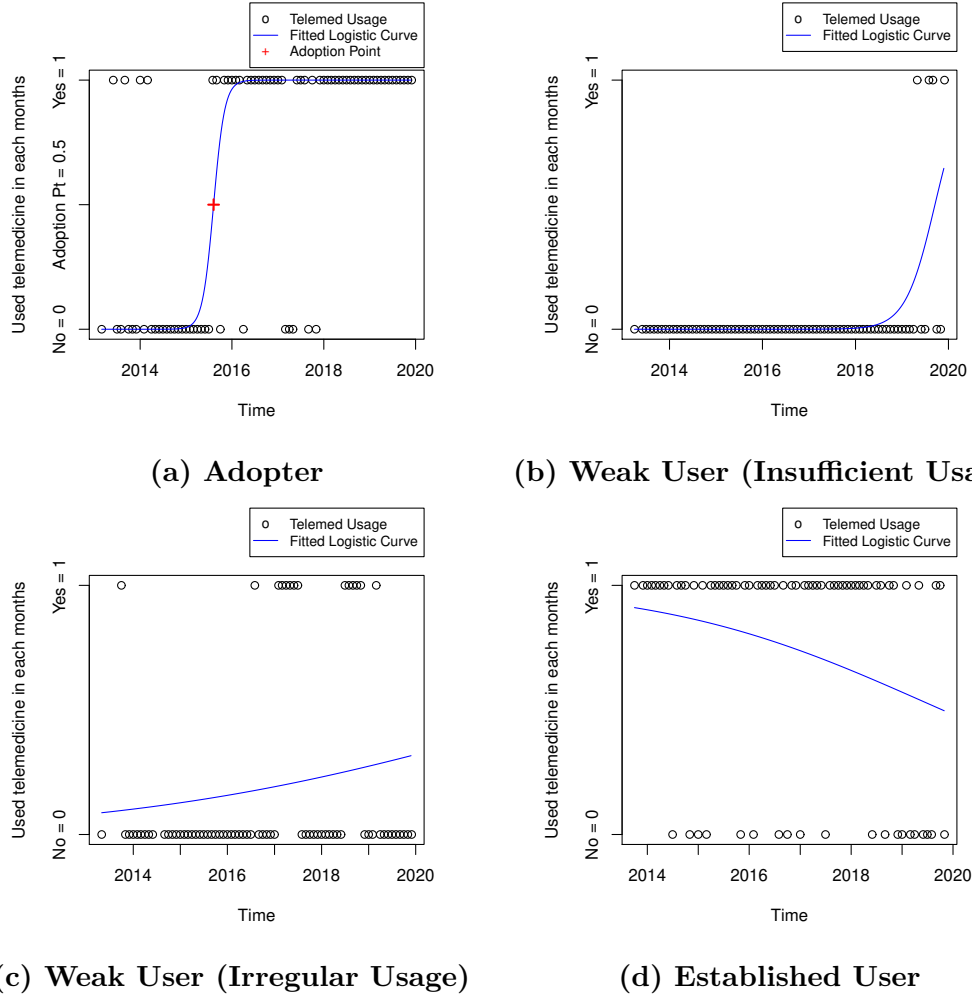 Telemed Usage
Fitted Logistic Curve
Adoption Point
Used telemedicine in each months
No = 0
Adoption Pt = 0.5
Yes = 1
2014
2016
2018
2020
Time
(a) Adopter
Telemed Usage
Fitted Logistic Curve
Used telemedicine in each months
No = 0
Yes = 1
2014
2016
2018
2020
Time
(b) Weak User (Insufficient Usa
Telemed Usage
Fitted Logistic Curve
Used telemedicine in each months
No = 0
Yes = 1
2014
2016
2018
2020
Time
(c) Weak User (Irregular Usage)
Telemed Usage
Fitted Logistic Curve
Used telemedicine in each months
No = 0
Yes = 1
2014
2016
2018
2020
Time
(d) Established User